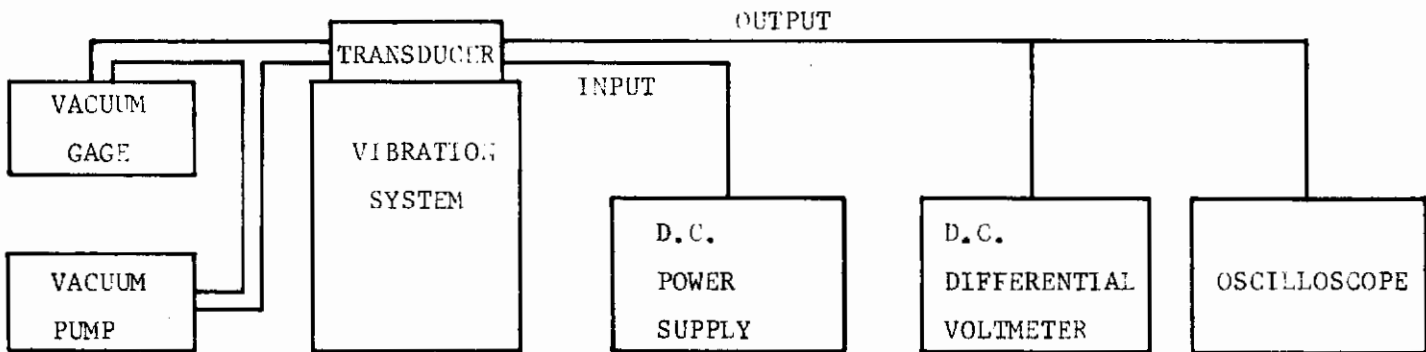 OUTPUT
TRANSDUCER
INPUT
VACUUM
GAGE
VIBRATION
SYSTEM
VACUUM
PUMP
D.C.
POWER
SUPPLY
D.C.
DIFFERENTIAL
VOLTMETER
OSCILLOSCOPE